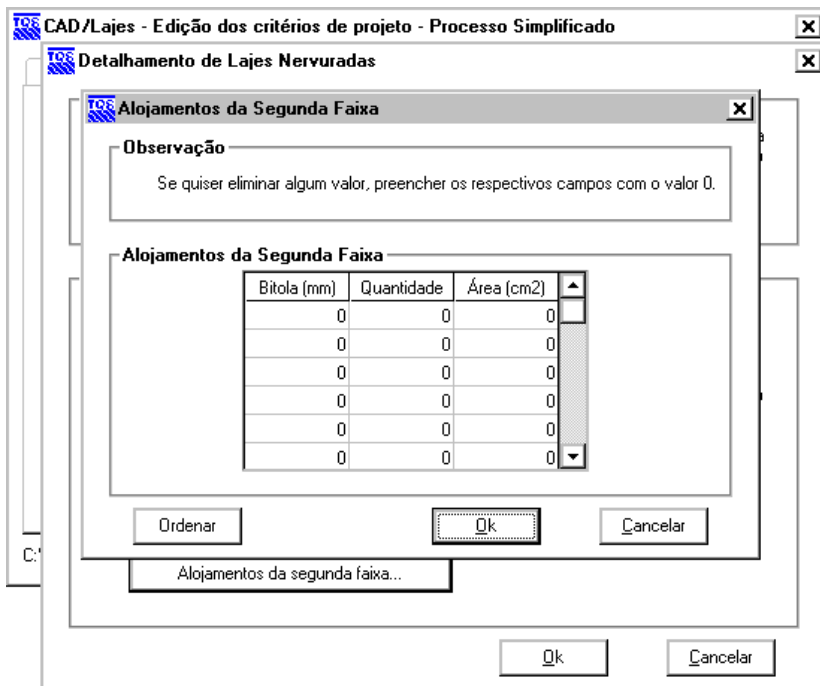 TQS CAD/Lajes - Edição dos critérios de projeto - Processo Simplificado
TQS Detalhamento de Lajes Nervuradas
TQS Alojamentos da Segunda Faixa
Observação
Se quiser eliminar algum valor, preencher os respectivos campos com o valor 0.
Alojamentos da Segunda Faixa
Bitola (mm) Quantidade Área (cm2)
0 0 0
0 0 0
0 0 0
0 0 0
0 0 0
0 0 0
Ordenar Ok Cancelar
C:
Alojamentos da segunda faixa...
Ok Cancelar